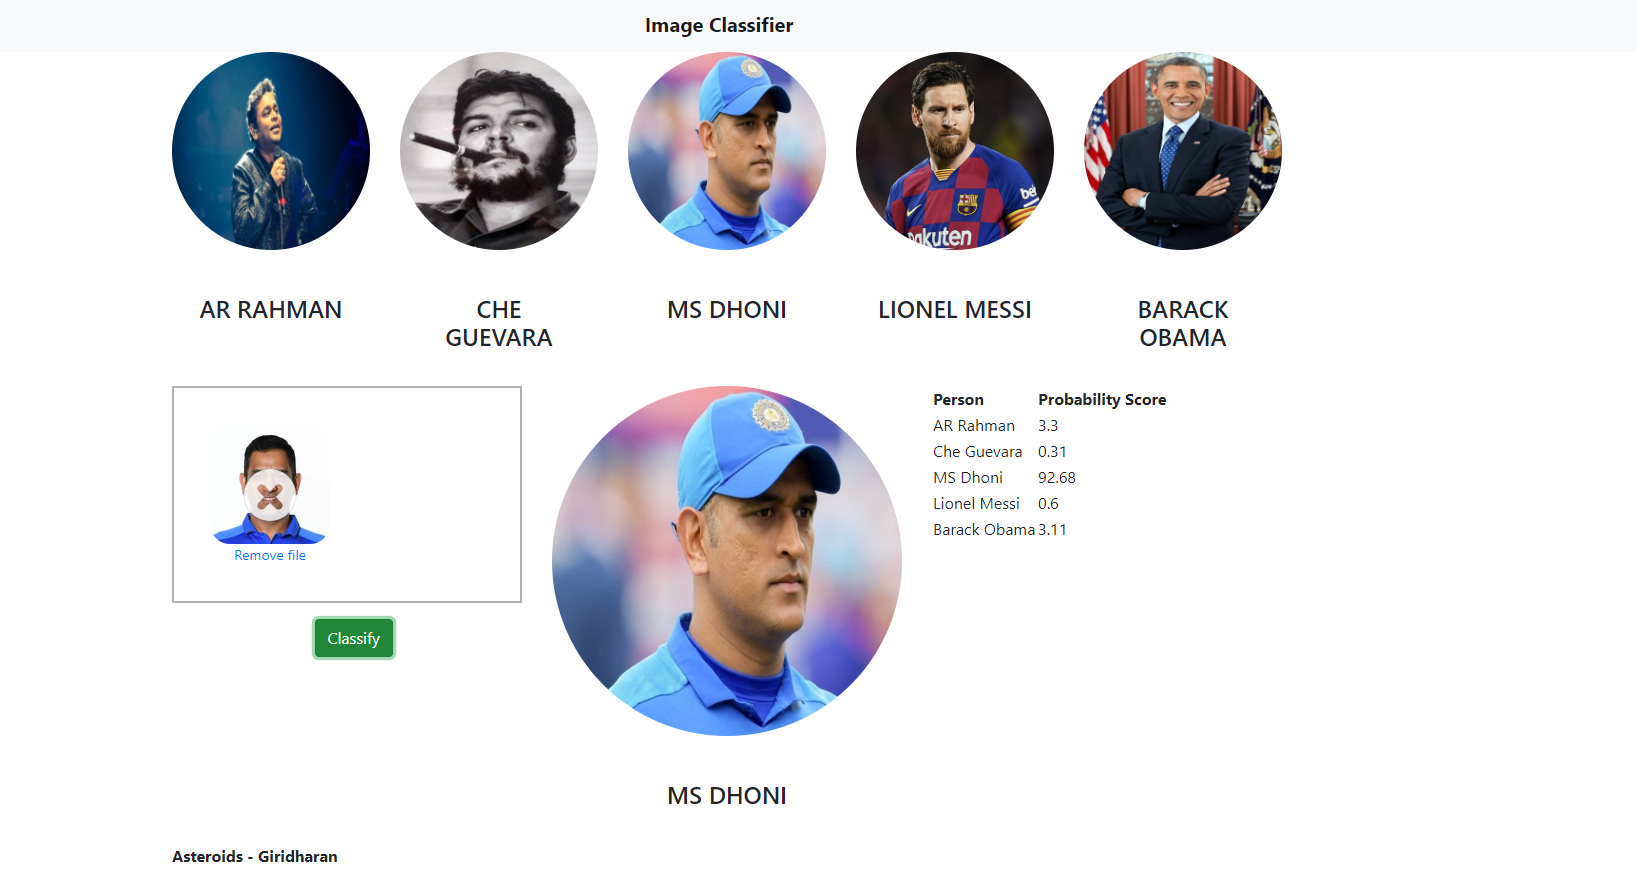 Image Classifier
AR RAHMAN
CHE
GUEVARA
MS DHONI
LIONEL MESSI
BARACK
OBAMA
rakuten
be
Remove file
Classify
MS DHONI
Person Probability Score
AR Rahman 3.3
Che Guevara 0.31
MS Dhoni 92.68
Lionel Messi 0.6
Barack Obama 3.11
Asteroids - Giridharan